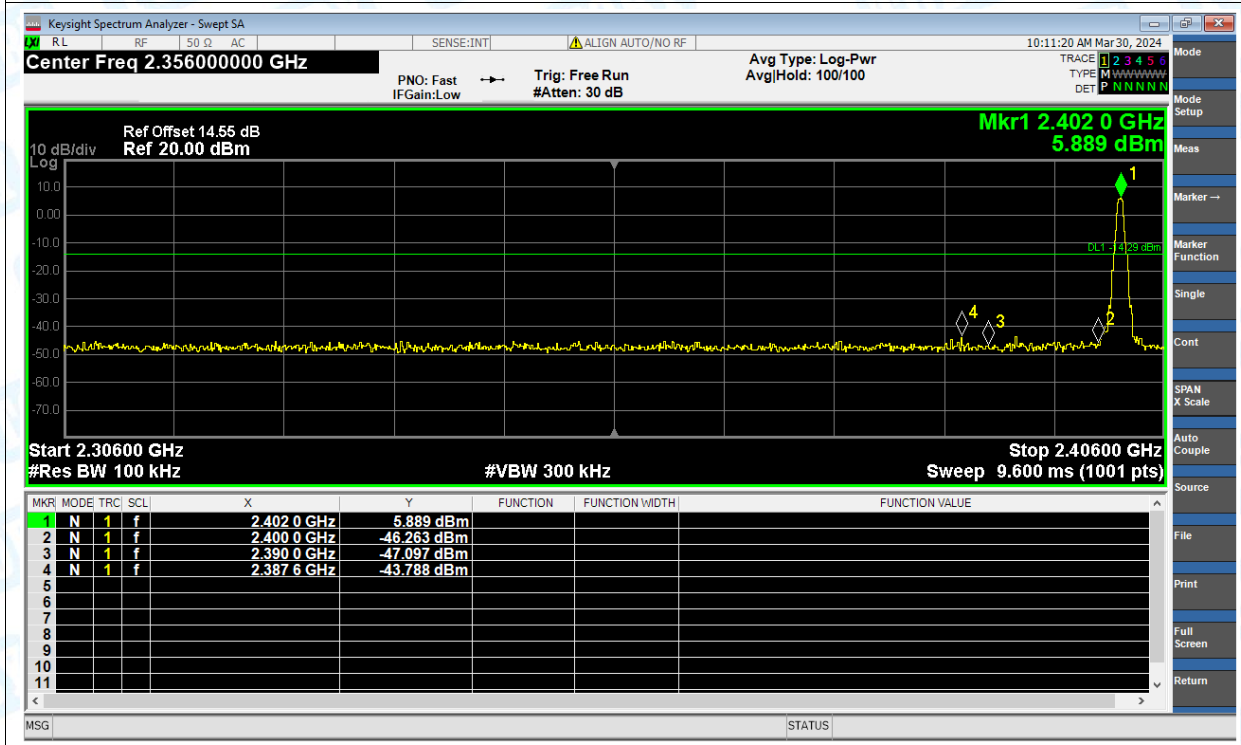 Keysight Spectrum Analyzer - Swept SA
LXI RL RF 50 Ω AC SENSE:INT ALIGN AUTO/NO RF 10:11:20 AM Mar 30, 2024
Center Freq 2.356000000 GHz
PNO: Fast
IFGain:Low
Trig: Free Run
#Atten: 30 dB
Avg Type: Log-Pwr
Avg|Hold: 100/100
TRACE 1 2 3 4 5 6
TYPE M W W W W W
DET P N N N N N
Ref Offset 14.55 dB
10 dB/div Ref 20.00 dBm
Log
Mkr1 2.402 0 GHz
5.889 dBm
10.0
0.00
-10.0
-20.0
-30.0
-40.0
-50.0
-60.0
-70.0
DL1 -14.29 dBm
1
4
3
2
Start 2.30600 GHz Stop 2.40600 GHz
#Res BW 100 kHz #VBW 300 kHz Sweep 9.600 ms (1001 pts)
MKR MODE TRC SCL X Y FUNCTION FUNCTION WIDTH FUNCTION VALUE
1 N 1 f 2.402 0 GHz 5.889 dBm
2 N 1 f 2.400 0 GHz -46.263 dBm
3 N 1 f 2.390 0 GHz -47.097 dBm
4 N 1 f 2.387 6 GHz -43.788 dBm
5
6
7
8
9
10
11
MSG STATUS
Mode
Mode
Setup
Meas
Marker →
Marker
Function
Single
Cont
SPAN
X Scale
Auto
Couple
Source
File
Print
Full
Screen
Return